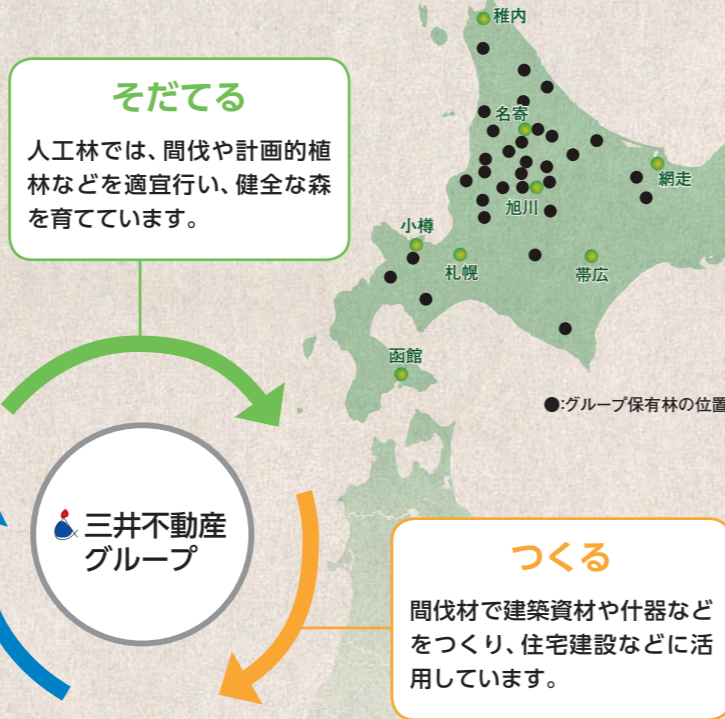 そだてる
人工林では、間伐や計画的植
林などを適宜行い、健全な森
を育てています。
稚内
名寄
網走
旭川
小樽
札幌
帯広
函館
●:グループ保有林の位置
三井不動産
グループ
つくる
間伐材で建築資材や什器など
をつくり、住宅建設などに活
用しています。